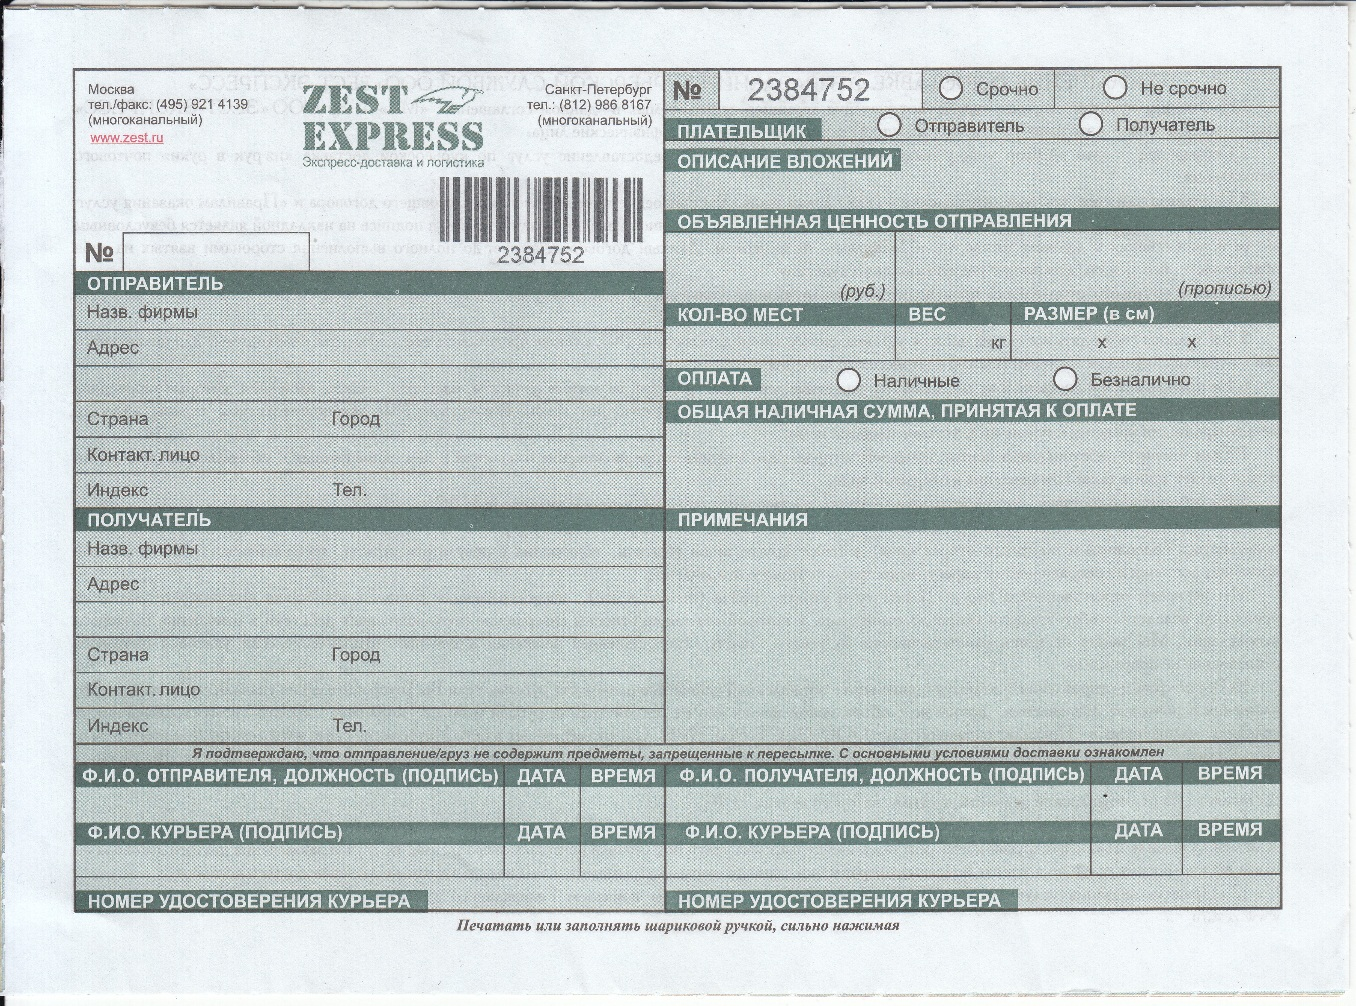 Москва
тел./факс: (495) 921 4139
(многоканальный)
www.zest.ru
ZEST
EXPRESS
Экспресс-доставка и логистика
Санкт-Петербург
тел.: (812) 986 8167
(многоканальный)
2384752
№
ОТПРАВИТЕЛЬ
Назв. фирмы
Адрес
Страна Город
Контакт. лицо
Индекс Тел.
ПОЛУЧАТЕЛЬ
Назв. фирмы
Адрес
Страна Город
Контакт. лицо
Индекс Тел.
№ 2384752 Срочно Не срочно
ПЛАТЕЛЬЩИК Отправитель Получатель
ОПИСАНИЕ ВЛОЖЕНИЙ
ОБЪЯВЛЕННАЯ ЦЕННОСТЬ ОТПРАВЛЕНИЯ
(руб.) (прописью)
КОЛ-ВО МЕСТ ВЕС РАЗМЕР (в см)
кг х х
ОПЛАТА Наличные Безналично
ОБЩАЯ НАЛИЧНАЯ СУММА, ПРИНЯТАЯ К ОПЛАТЕ
ПРИМЕЧАНИЯ
Я подтверждаю, что отправление/груз не содержит предметы, запрещенные к пересылке. С основными условиями доставки ознакомлен
Ф.И.О. ОТПРАВИТЕЛЯ, ДОЛЖНОСТЬ (ПОДПИСЬ) ДАТА ВРЕМЯ Ф.И.О. ПОЛУЧАТЕЛЯ, ДОЛЖНОСТЬ (ПОДПИСЬ) ДАТА ВРЕМЯ
Ф.И.О. КУРЬЕРА (ПОДПИСЬ) ДАТА ВРЕМЯ Ф.И.О. КУРЬЕРА (ПОДПИСЬ) ДАТА ВРЕМЯ
НОМЕР УДОСТОВЕРЕНИЯ КУРЬЕРА НОМЕР УДОСТОВЕРЕНИЯ КУРЬЕРА
Печатать или заполнять шариковой ручкой, сильно нажимая